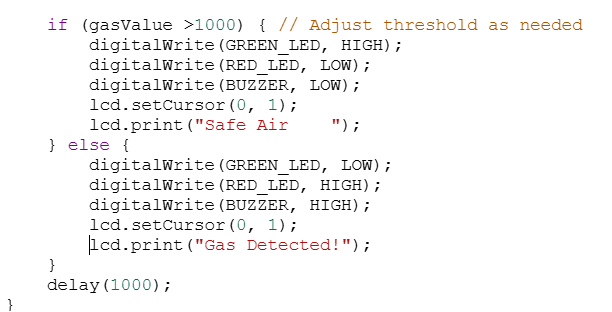 if (gasValue >1000) { // Adjust threshold as needed
digitalWrite(GREEN_LED, HIGH);
digitalWrite(RED_LED, LOW);
digitalWrite(BUZZER, LOW);
lcd.setCursor(0, 1);
lcd.print("Safe Air    ");
} else {
digitalWrite(GREEN_LED, LOW);
digitalWrite(RED_LED, HIGH);
digitalWrite(BUZZER, HIGH);
lcd.setCursor(0, 1);
lcd.print("Gas Detected!");
}
delay(1000);
}